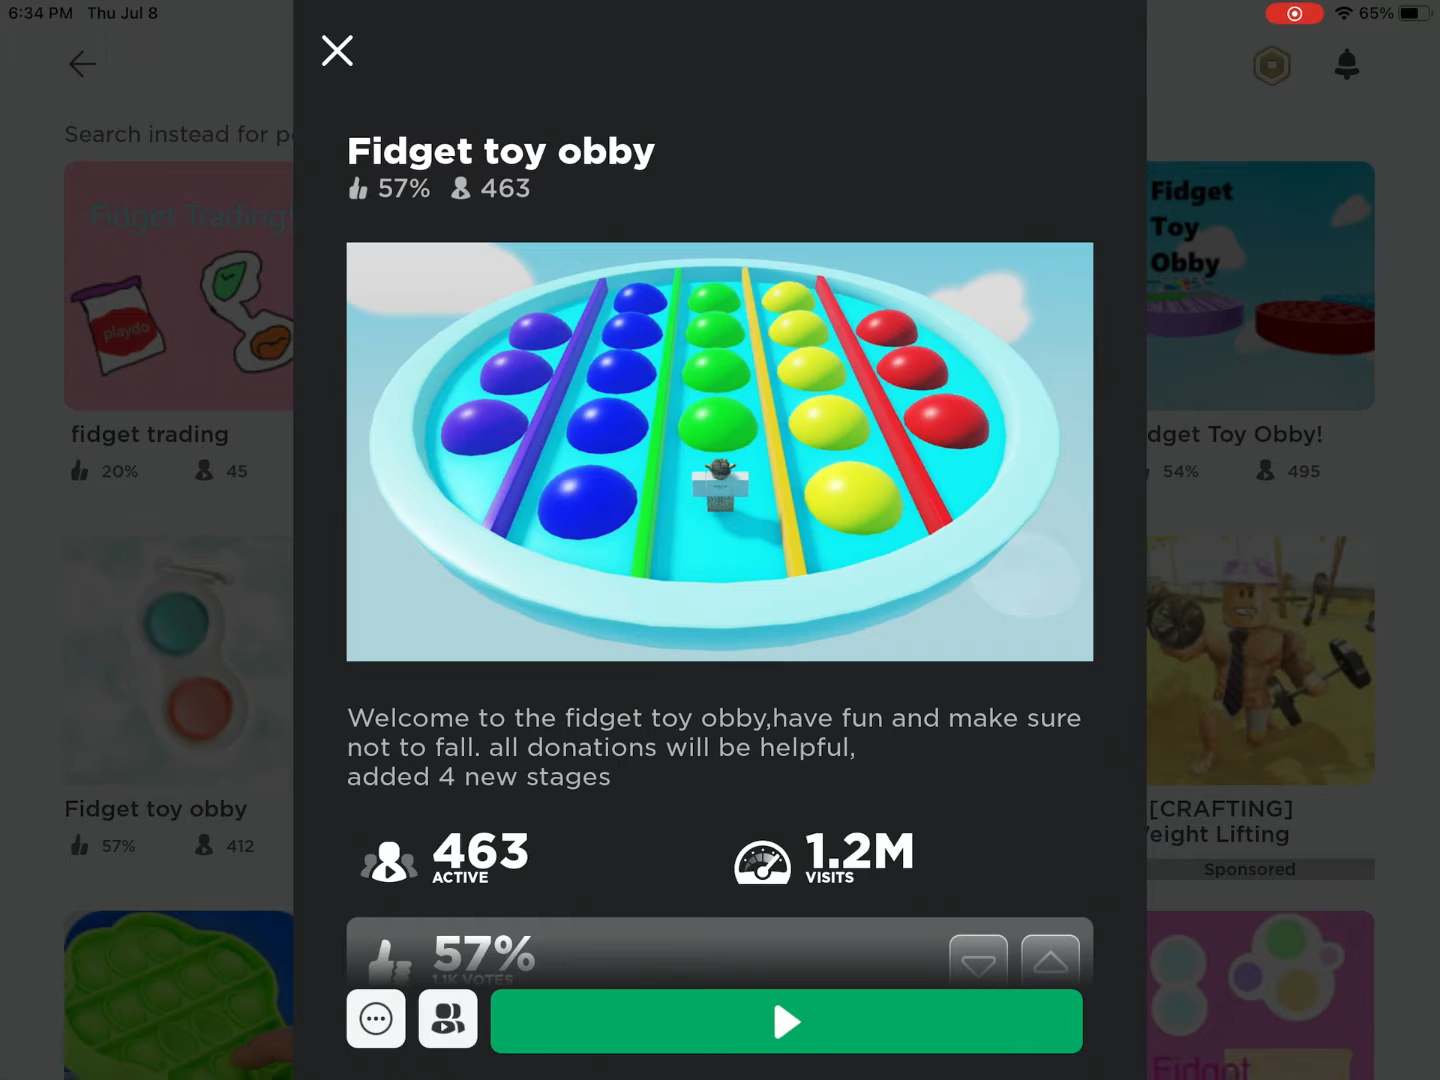 6:34 PM Thu Jul 8
65%
Search instead for p
Fidget toy obby
57% 463
Fidget Trading!
playdo
fidget trading
20% 45
Fidget
Toy
Obby
dget Toy Obby!
54% 495
Fidget toy obby
57% 412
[CRAFTING]
eight Lifting
Sponsored
Welcome to the fidget toy obby,have fun and make sure
not to fall. all donations will be helpful,
added 4 new stages
463
ACTIVE
1.2M
VISITS
57%
1.1K VOTES
Fidget